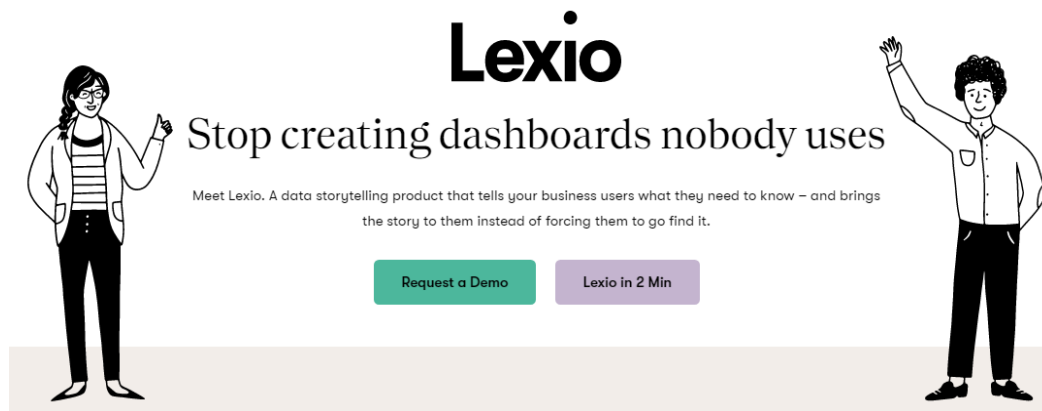 Lexio
Stop creating dashboards nobody uses
Meet Lexio. A data storytelling product that tells your business users what they need to know – and brings
the story to them instead of forcing them to go find it.
Request a Demo
Lexio in 2 Min